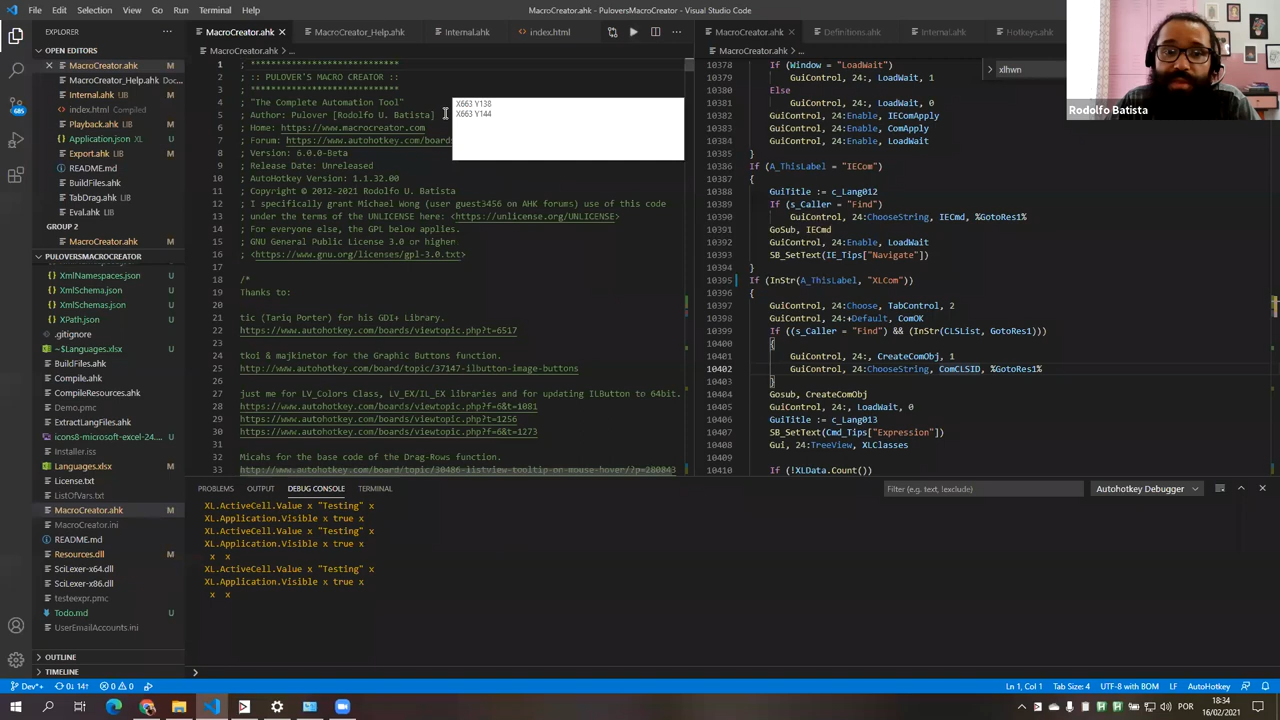 File Edit Selection View Go Run Terminal Help
MacroCreator.ahk - PuloversMacroCreator - Visual Studio Code
EXPLORER
OPEN EDITORS
MacroCreator.ahk M
MacroCreator_Help.ahk Doc...
Internal.ahk LIB M
index.html Compiled
Playback.ahk LIB M
Application.json U
Export.ahk LIB M
README.md
BuildFiles.ahk
TabDrag.ahk LIB
Eval.ahk LIB
GROUP 2
MacroCreator.ahk M
PULOVERSMACROCREATOR
XmlNamespaces.json U
XmlSchema.json U
XmlSchemas.json U
XPath.json U
.gitignore
~$Languages.xlsx U
BuildFiles.ahk
Compile.ahk
CompileResources.ahk
Demo.pmc
ExtractLangFiles.ahk
icons8-microsoft-excel-24.... U
Installer.iss
Languages.xlsx M
License.txt
ListOfVars.txt
MacroCreator.ahk M
MacroCreator.ini
README.md
Resources.dll M
SciLexer-x64.dll
SciLexer-x86.dll
testeexpr.pmc
Todo.md U
UserEmailAccounts.ini
OUTLINE
TIMELINE
MacroCreator.ahk MacroCreator_Help.ahk Internal.ahk index.html
MacroCreator.ahk > ...
1 ; ****************************
2 ; :: PULOVER'S MACRO CREATOR ::
3 ; ****************************
4 ; "The Complete Automation Tool"
5 ; Author: Pulover [Rodolfo U. Batista]
6 ; Home: https://www.macrocreator.com
7 ; Forum: https://www.autohotkey.com/boards
8 ; Version: 6.0.0-Beta
9 ; Release Date: Unreleased
10 ; AutoHotkey Version: 1.1.32.00
11 ; Copyright © 2012-2021 Rodolfo U. Batista
12 ; I specifically grant Michael Wong (user guest3456 on AHK forums) use of this code
13 ; under the terms of the UNLICENSE here: <https://unlicense.org/UNLICENSE>
14 ; For everyone else, the GPL below applies.
15 ; GNU General Public License 3.0 or higher
16 ; <https://www.gnu.org/licenses/gpl-3.0.txt>
17
18 /*
19 Thanks to:
20
21 tic (Tariq Porter) for his GDI+ Library.
22 https://www.autohotkey.com/boards/viewtopic.php?t=6517
23
24 tkoi & majkinetor for the Graphic Buttons function.
25 https://www.autohotkey.com/board/topic/37147-ilbutton-image-buttons
26
27 just me for LV_Colors Class, LV_EX/IL_EX libraries and for updating ILButton to 64bit.
28 https://www.autohotkey.com/boards/viewtopic.php?f=6&t=1081
29 https://www.autohotkey.com/boards/viewtopic.php?t=1256
30 https://www.autohotkey.com/boards/viewtopic.php?f=6&t=1273
31
32 Micahs for the base code of the Drag-Rows function.
33 http://www.autohotkey.com/board/topic/30486-listview-tooltip-on-mouse-hover/?p=280843
X663 Y138
X663 Y144
MacroCreator.ahk Definitions.ahk Internal.ahk Hotkeys.ahk
MacroCreator.ahk > ...
xlhwn
10378 If (Window = "LoadWait")
10379 GuiControl, 24:, LoadWait, 1
10380 Else
10381 GuiControl, 24:, LoadWait, 0
10382 GuiControl, 24:Enable, IEComApply
10383 GuiControl, 24:Enable, ComApply
10384 GuiControl, 24:Enable, LoadWait
10385 }
10386 If (A_ThisLabel = "IECom")
10387 {
10388 GuiTitle := c_Lang012
10389 If (s_Caller = "Find")
10390 GuiControl, 24:ChooseString, IECmd, %GotoRes1%
10391 GoSub, IECmd
10392 GuiControl, 24:Enable, LoadWait
10393 SB_SetText(IE_Tips["Navigate"])
10394 }
10395 If (InStr(A_ThisLabel, "XLCom"))
10396 {
10397 GuiControl, 24:Choose, TabControl, 2
10398 GuiControl, 24:+Default, ComOK
10399 If ((s_Caller = "Find") && (InStr(CLSList, GotoRes1)))
10400 {
10401 GuiControl, 24:, CreateComObj, 1
10402 GuiControl, 24:ChooseString, ComCLSID, %GotoRes1%
10403 }
10404 Gosub, CreateComObj
10405 GuiControl, 24:, LoadWait, 0
10406 GuiTitle := c_Lang013
10407 SB_SetText(Cmd_Tips["Expression"])
10408 Gui, 24:TreeView, XLClasses
10409
10410 If (!XLData.Count())
Rodolfo Batista
PROBLEMS OUTPUT DEBUG CONSOLE TERMINAL
Filter (e.g. text, !exclude)
Autohotkey Debugger
XL.ActiveCell.Value x "Testing" x
XL.Application.Visible x true x
XL.ActiveCell.Value x "Testing" x
XL.Application.Visible x true x
x x
XL.ActiveCell.Value x "Testing" x
XL.Application.Visible x true x
x x
Dev*+ 0↓ 14↑ 0 0
Ln 1, Col 1 Tab Size: 4 UTF-8 with BOM LF AutoHotkey
POR
18:34
16/02/2021